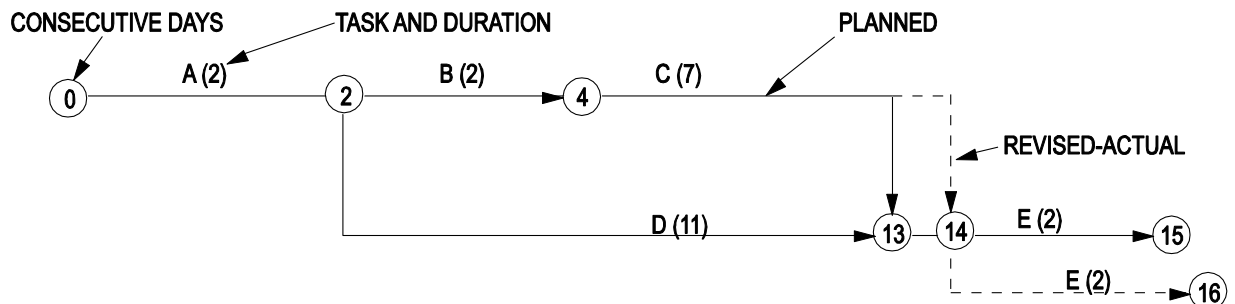 CONSECUTIVE DAYS
TASK AND DURATION
PLANNED
A (2)
B (2)
C (7)
0
2
4
REVISED-ACTUAL
D (11)
13
14
E (2)
15
E (2)
16